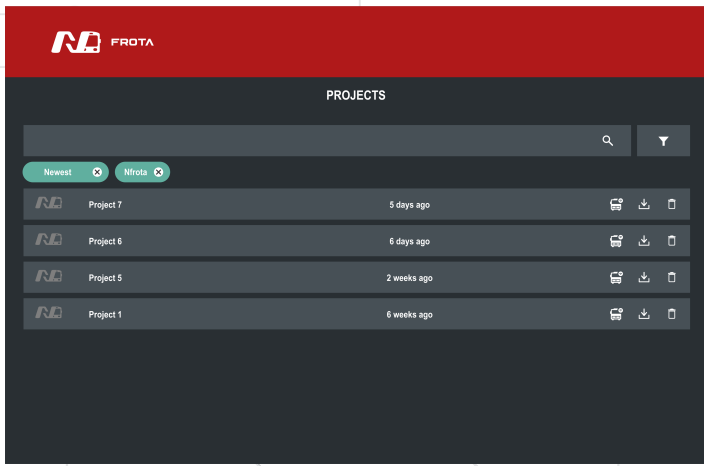 FROTA
PROJECTS
Newest Nfrota
Project 7 5 days ago
Project 6 6 days ago
Project 5 2 weeks ago
Project 1 6 weeks ago